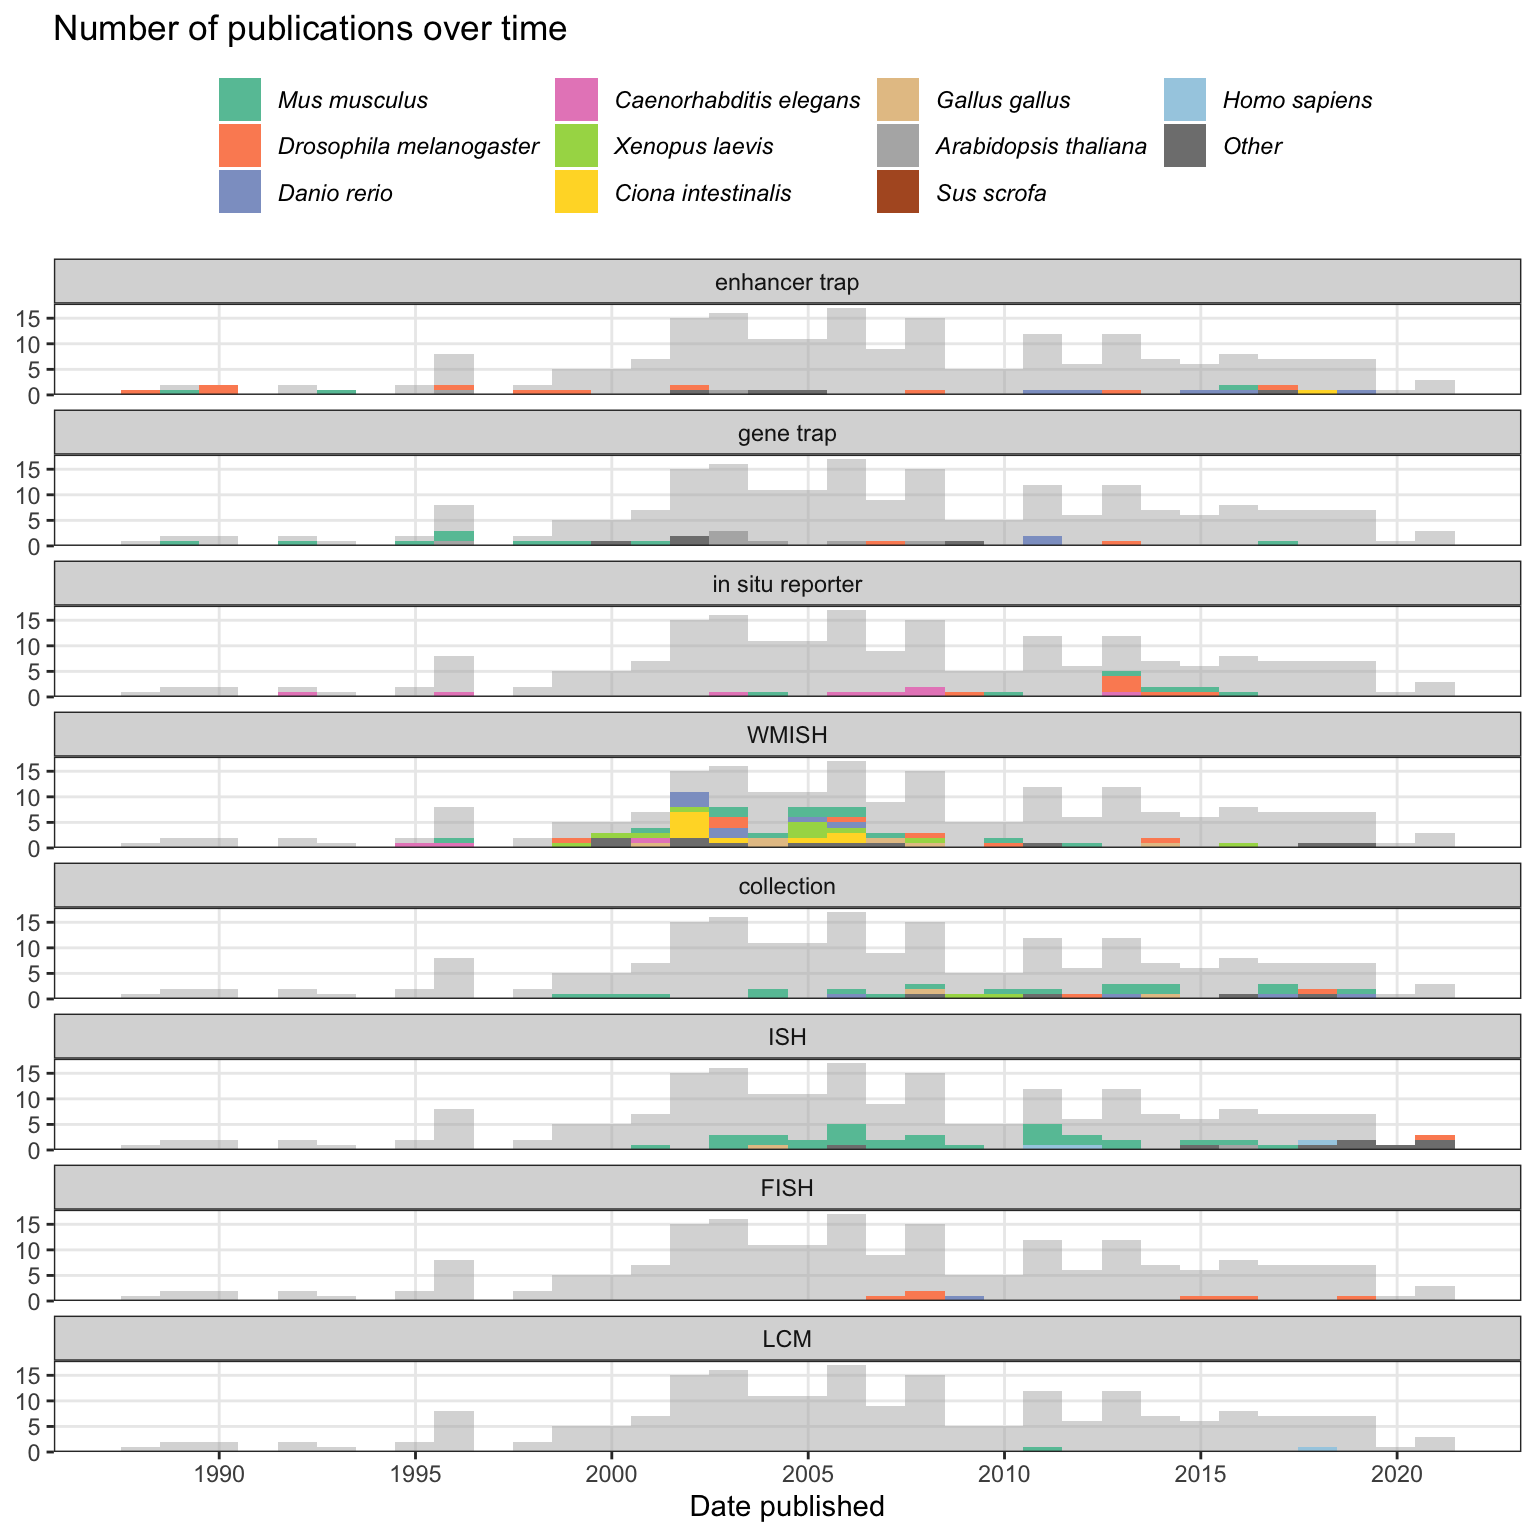 Number of publications over time
Mus musculus Caenorhabditis elegans Gallus gallus Homo sapiens
Drosophila melanogaster Xenopus laevis Arabidopsis thaliana Other
Danio rerio Ciona intestinalis Sus scrofa
enhancer trap
15
10
5
0
gene trap
15
10
5
0
in situ reporter
15
10
5
0
WMISH
15
10
5
0
collection
15
10
5
0
ISH
15
10
5
0
FISH
15
10
5
0
LCM
15
10
5
0
1990 1995 2000 2005 2010 2015 2020
Date published